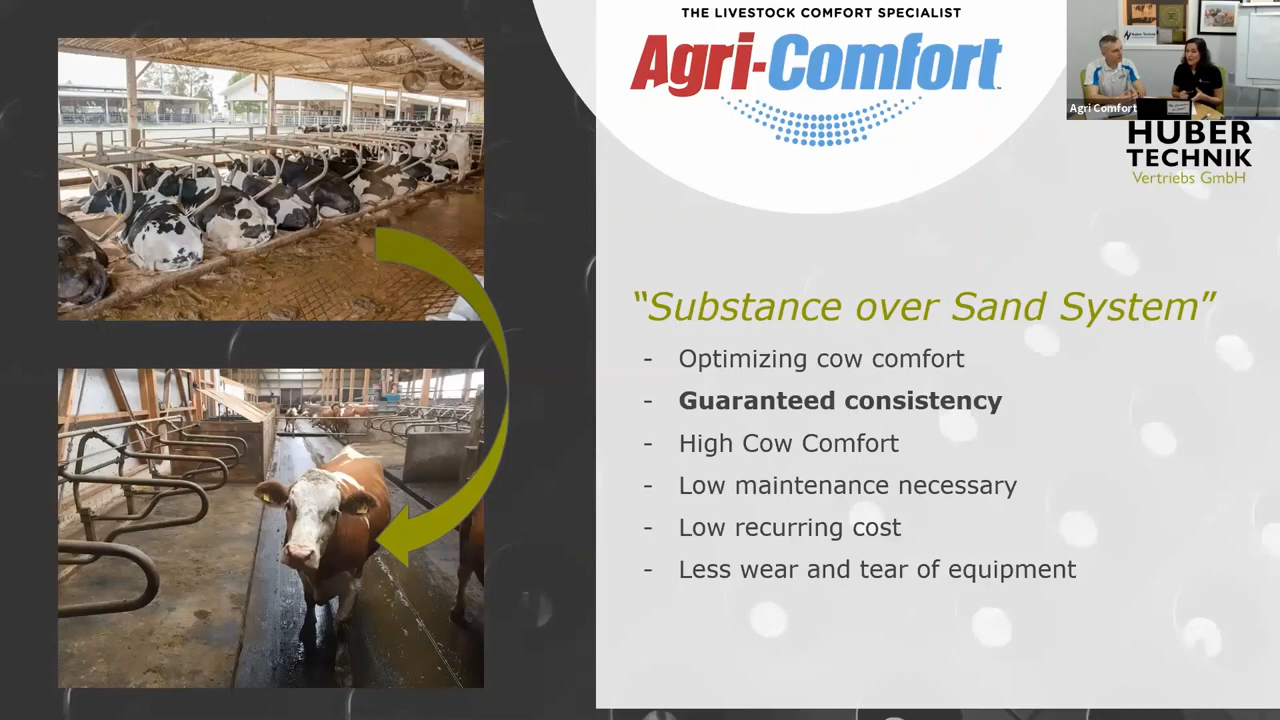 THE LIVESTOCK COMFORT SPECIALIST
Agri-Comfort
Agri Comfort
HUBER
TECHNIK
Vertriebs GmbH
“Substance over Sand System”
- Optimizing cow comfort
- Guaranteed consistency
- High Cow Comfort
- Low maintenance necessary
- Low recurring cost
- Less wear and tear of equipment